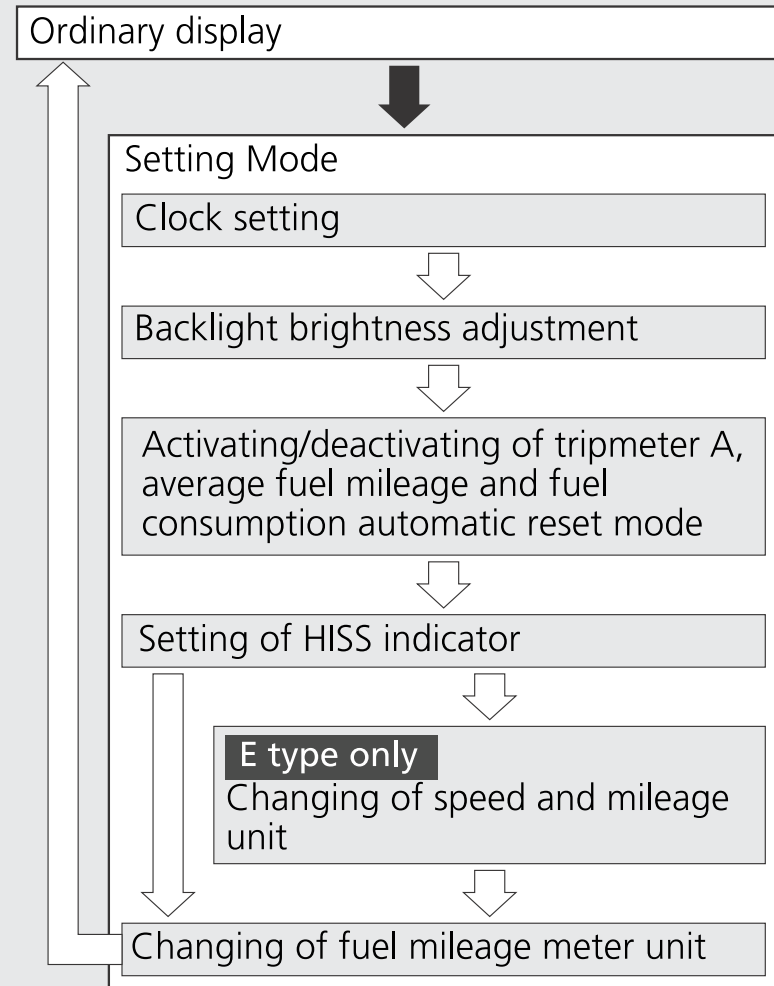 Ordinary display
Setting Mode
Clock setting
Backlight brightness adjustment
Activating/deactivating of tripmeter A,
average fuel mileage and fuel
consumption automatic reset mode
Setting of HISS indicator
E type only
Changing of speed and mileage
unit
Changing of fuel mileage meter unit